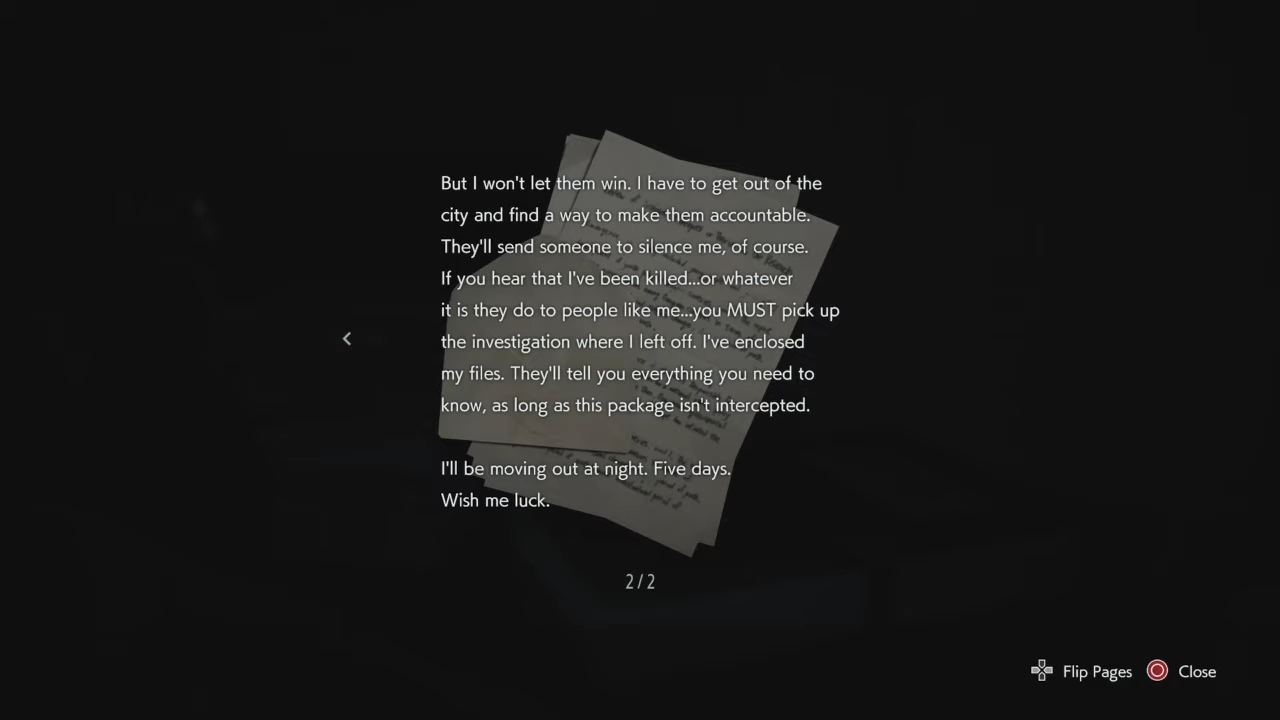 But I won't let them win. I have to get out of the
city and find a way to make them accountable.
They'll send someone to silence me, of course.
If you hear that I've been killed...or whatever
it is they do to people like me...you MUST pick up
the investigation where I left off. I've enclosed
my files. They'll tell you everything you need to
know, as long as this package isn't intercepted.
I'll be moving out at night. Five days.
Wish me luck.
2 / 2
Flip Pages
Close